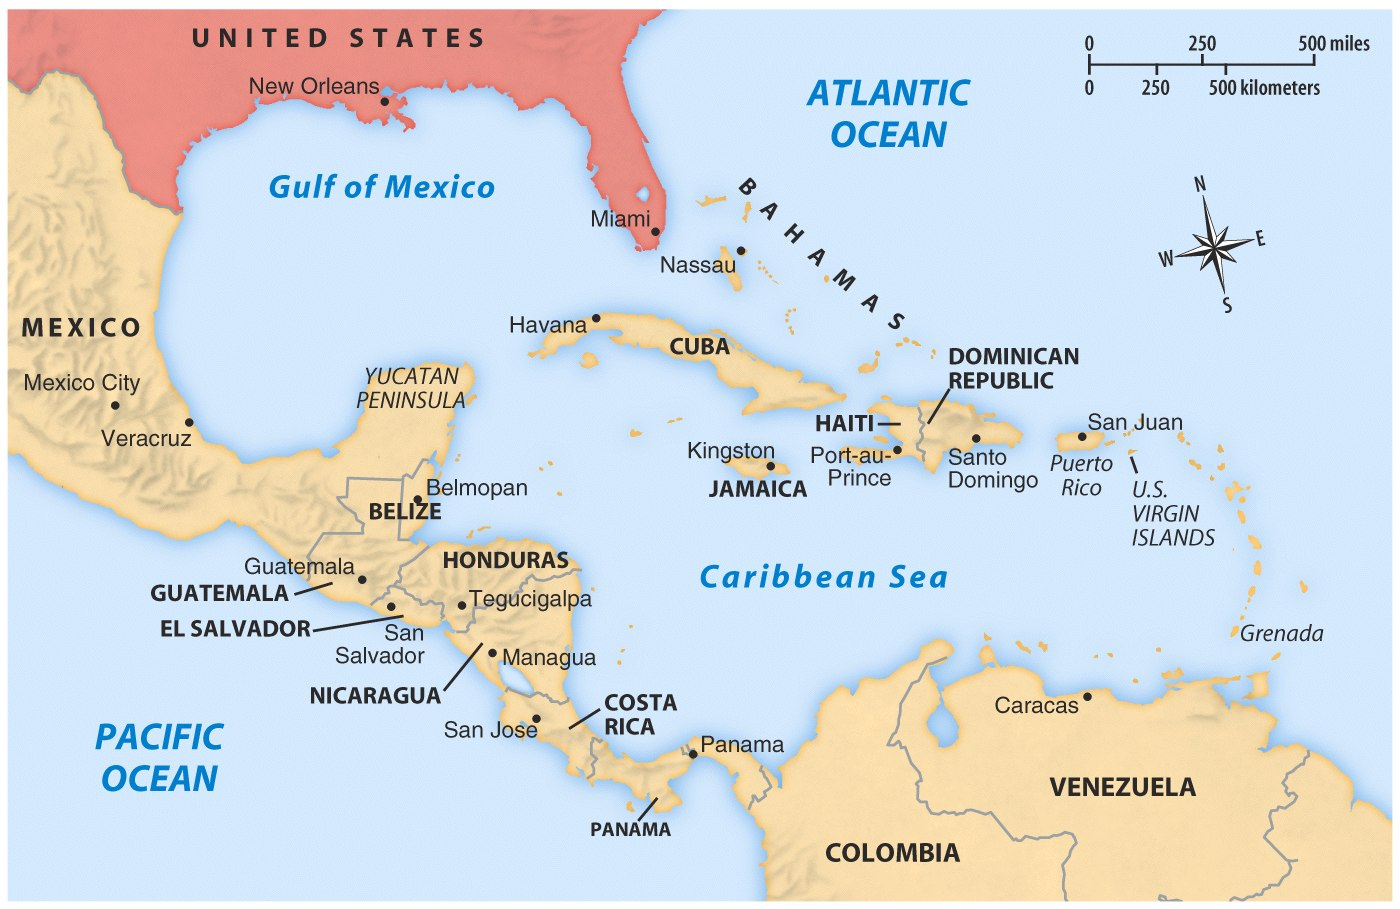 UNITED STATES
New Orleans
0 250 500 miles
0 250 500 kilometers
ATLANTIC
OCEAN
Gulf of Mexico
Miami
BAHAMAS
Nassau
N
E
W
S
MEXICO
Mexico City
Veracruz
YUCATAN
PENINSULA
Havana
CUBA
DOMINICAN
REPUBLIC
HAITI
Port-au-
Prince
Santo
Domingo
San Juan
Puerto
Rico
U.S.
VIRGIN
ISLANDS
Kingston
JAMAICA
Belmopan
BELIZE
Guatemala
GUATEMALA
HONDURAS
Tegucigalpa
EL SALVADOR
San
Salvador
Caribbean Sea
Grenada
Managua
NICARAGUA
COSTA
RICA
San Jose
Panama
PANAMA
PACIFIC
OCEAN
Caracas
VENEZUELA
COLOMBIA